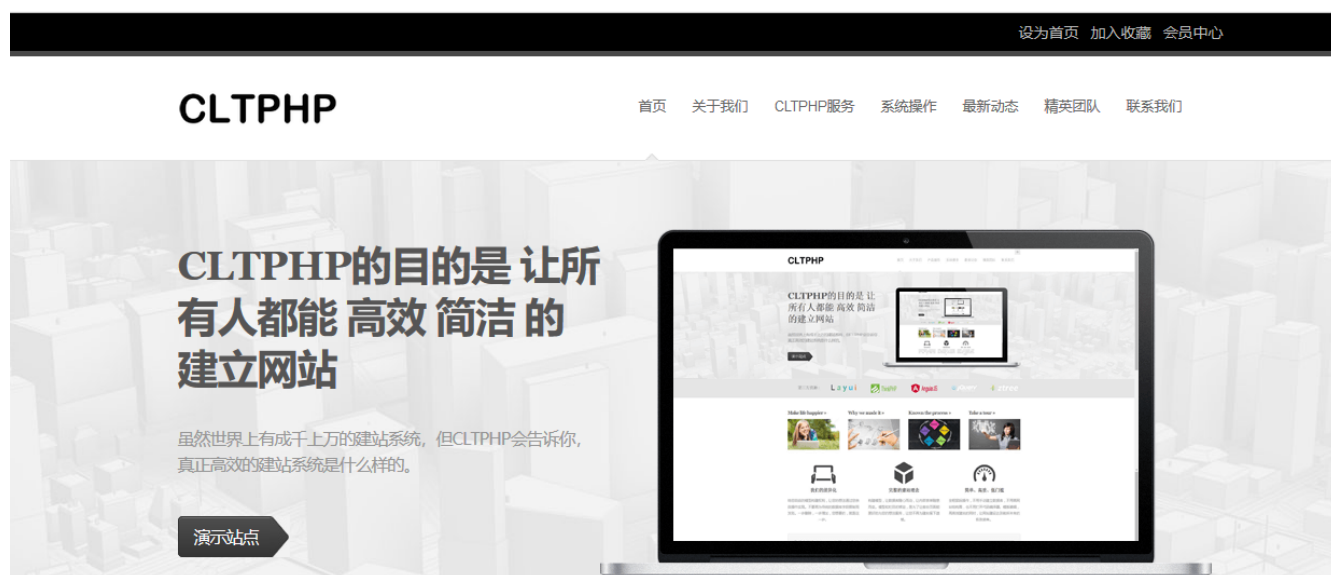 设为首页 加入收藏 会员中心
CLTPHP
首页 关于我们 CLTPHP服务 系统操作 最新动态 精英团队 联系我们
CLTPHP的目的是 让所
有人都能 高效 简洁 的
建立网站
虽然世界上有成千上万的建站系统，但CLTPHP会告诉你，
真正高效的建站系统是什么样的。
演示站点
CLTPHP
CLTPHP的目的是 让
所有人都能 高效 简洁
的建立网站
演示站点
Layui
AngularJS
Make life happier »
Why we made it »
Known the process »
Take a tour »